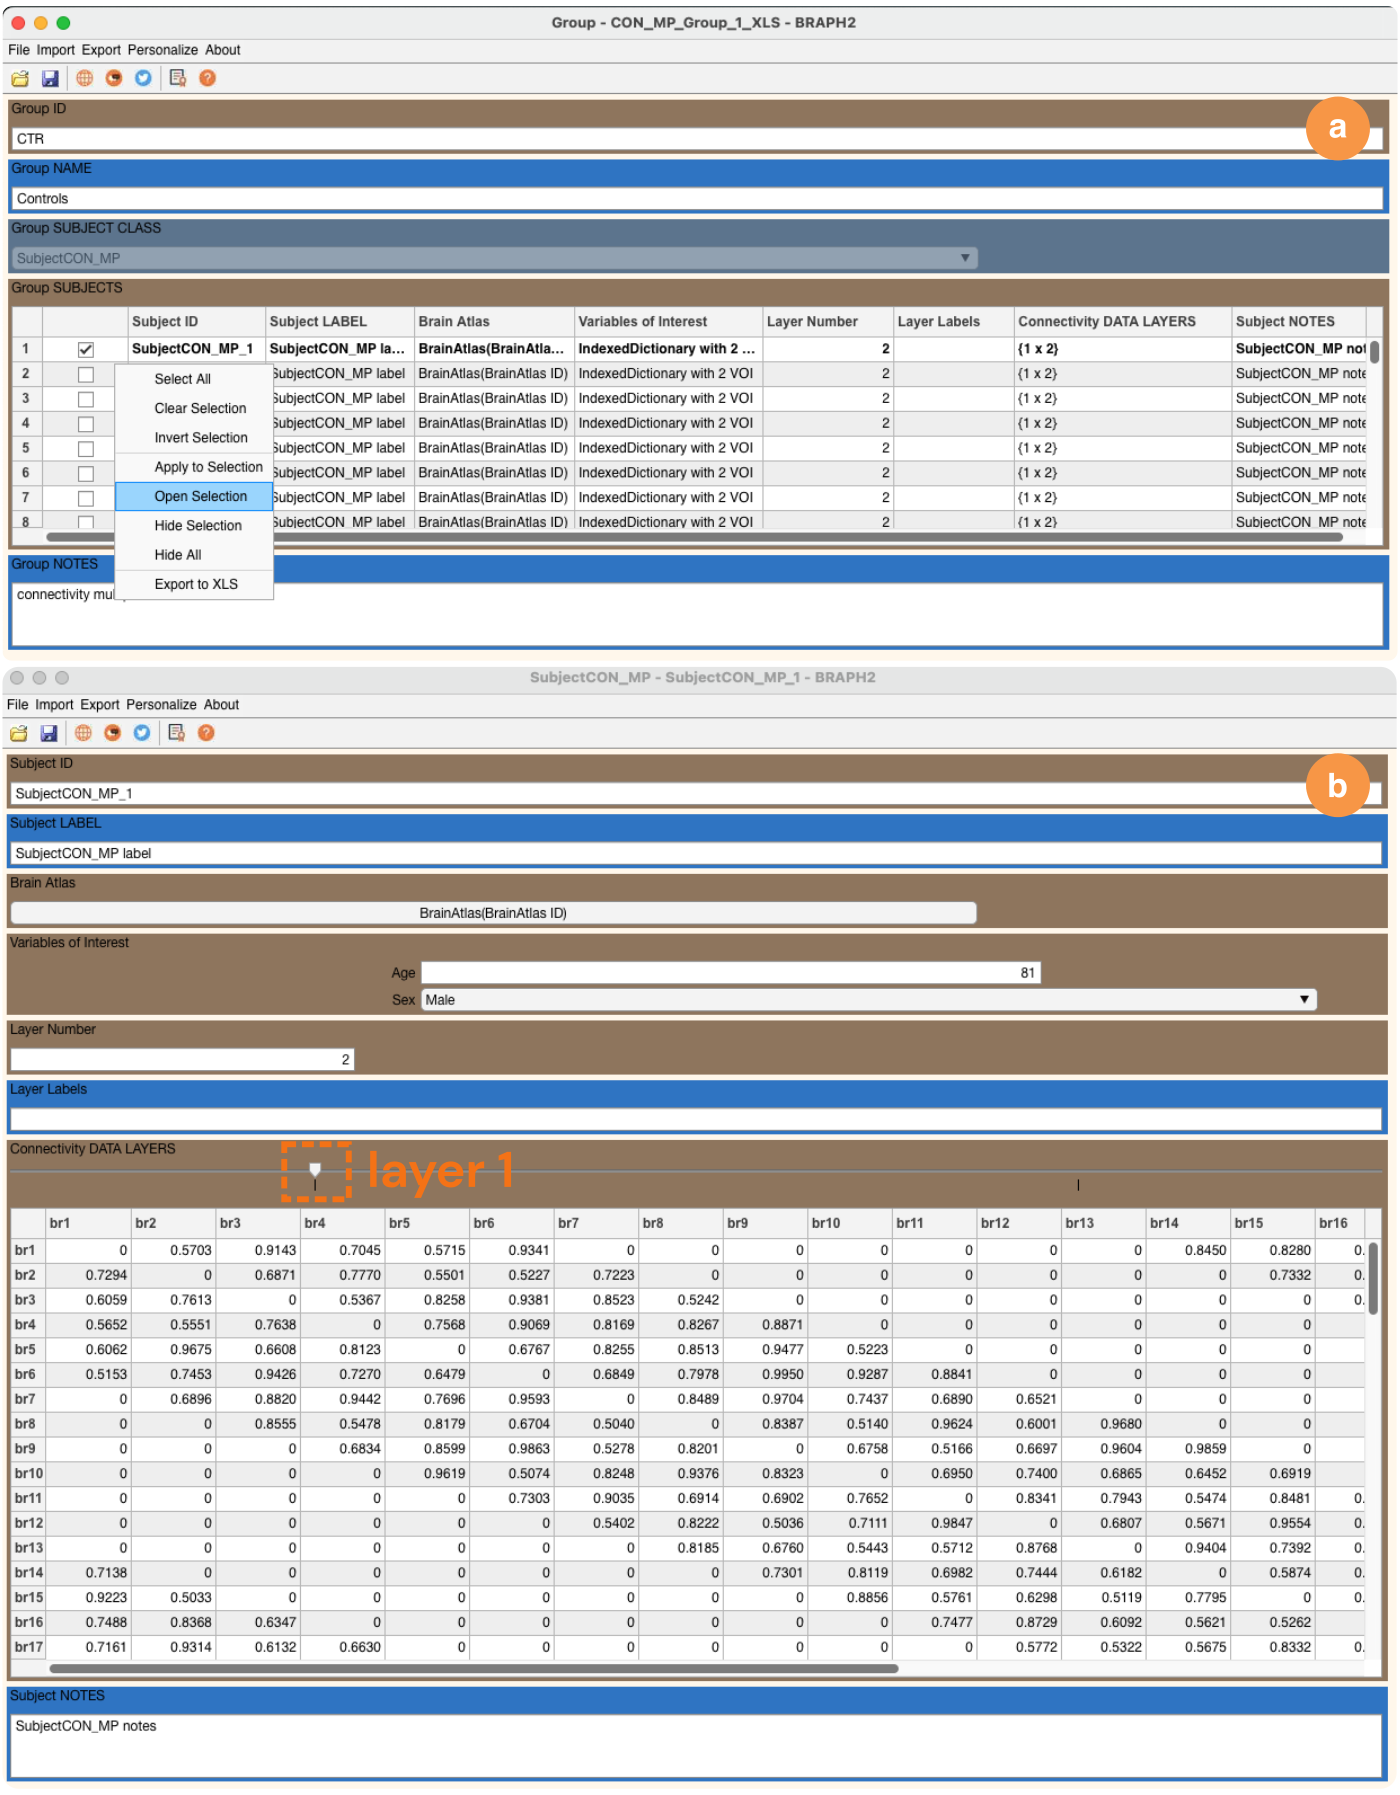 Group - CON_MP_Group_1_XLS - BRAPH2
File Import Export Personalize About
Group ID
a
CTR
Group NAME
Controls
Group SUBJECT CLASS
SubjectCON_MP
Group SUBJECTS
Subject ID Subject LABEL Brain Atlas Variables of Interest Layer Number Layer Labels Connectivity DATA LAYERS Subject NOTES
1 SubjectCON_MP_1 SubjectCON_MP la... BrainAtlas(BrainAtla... IndexedDictionary with 2 ... 2 {1 x 2} SubjectCON_MP not
2 SubjectCON_MP label BrainAtlas(BrainAtlas ID) IndexedDictionary with 2 VOI 2 {1 x 2} SubjectCON_MP note
3 SubjectCON_MP label BrainAtlas(BrainAtlas ID) IndexedDictionary with 2 VOI 2 {1 x 2} SubjectCON_MP note
4 SubjectCON_MP label BrainAtlas(BrainAtlas ID) IndexedDictionary with 2 VOI 2 {1 x 2} SubjectCON_MP note
5 SubjectCON_MP label BrainAtlas(BrainAtlas ID) IndexedDictionary with 2 VOI 2 {1 x 2} SubjectCON_MP note
6 SubjectCON_MP label BrainAtlas(BrainAtlas ID) IndexedDictionary with 2 VOI 2 {1 x 2} SubjectCON_MP note
7 SubjectCON_MP label BrainAtlas(BrainAtlas ID) IndexedDictionary with 2 VOI 2 {1 x 2} SubjectCON_MP note
8 SubjectCON_MP label BrainAtlas(BrainAtlas ID) IndexedDictionary with 2 VOI 2 {1 x 2} SubjectCON_MP note
Select All
Clear Selection
Invert Selection
Apply to Selection
Open Selection
Hide Selection
Hide All
Export to XLS
Group NOTES
connectivity mul
SubjectCON_MP - SubjectCON_MP_1 - BRAPH2
File Import Export Personalize About
Subject ID
b
SubjectCON_MP_1
Subject LABEL
SubjectCON_MP label
Brain Atlas
BrainAtlas(BrainAtlas ID)
Variables of Interest
Age 81
Sex Male
Layer Number
2
Layer Labels
Connectivity DATA LAYERS
layer 1
br1 br2 br3 br4 br5 br6 br7 br8 br9 br10 br11 br12 br13 br14 br15 br16
br1 0 0.5703 0.9143 0.7045 0.5715 0.9341 0 0 0 0 0 0 0 0.8450 0.8280 0.
br2 0.7294 0 0.6871 0.7770 0.5501 0.5227 0.7223 0 0 0 0 0 0 0 0.7332 0.
br3 0.6059 0.7613 0 0.5367 0.8258 0.9381 0.8523 0.5242 0 0 0 0 0 0 0 0.
br4 0.5652 0.5551 0.7638 0 0.7568 0.9069 0.8169 0.8267 0.8871 0 0 0 0 0 0
br5 0.6062 0.9675 0.6608 0.8123 0 0.6767 0.8255 0.8513 0.9477 0.5223 0 0 0 0 0
br6 0.5153 0.7453 0.9426 0.7270 0.6479 0 0.6849 0.7978 0.9950 0.9287 0.8841 0 0 0 0
br7 0 0.6896 0.8820 0.9442 0.7696 0.9593 0 0.8489 0.9704 0.7437 0.6890 0.6521 0 0 0
br8 0 0 0.8555 0.5478 0.8179 0.6704 0.5040 0 0.8387 0.5140 0.9624 0.6001 0.9680 0 0
br9 0 0 0 0.6834 0.8599 0.9863 0.5278 0.8201 0 0.6758 0.5166 0.6697 0.9604 0.9859 0
br10 0 0 0 0 0.9619 0.5074 0.8248 0.9376 0.8323 0 0.6950 0.7400 0.6865 0.6452 0.6919
br11 0 0 0 0 0 0.7303 0.9035 0.6914 0.6902 0.7652 0 0.8341 0.7943 0.5474 0.8481 0.
br12 0 0 0 0 0 0 0.5402 0.8222 0.5036 0.7111 0.9847 0 0.6807 0.5671 0.9554 0.
br13 0 0 0 0 0 0 0 0.8185 0.6760 0.5443 0.5712 0.8768 0 0.9404 0.7392 0.
br14 0.7138 0 0 0 0 0 0 0 0.7301 0.8119 0.6982 0.7444 0.6182 0 0.5874 0.
br15 0.9223 0.5033 0 0 0 0 0 0 0 0.8856 0.5761 0.6298 0.5119 0.7795 0 0.
br16 0.7488 0.8368 0.6347 0 0 0 0 0 0 0 0.7477 0.8729 0.6092 0.5621 0.5262
br17 0.7161 0.9314 0.6132 0.6630 0 0 0 0 0 0 0 0.5772 0.5322 0.5675 0.8332 0.
Subject NOTES
SubjectCON_MP notes